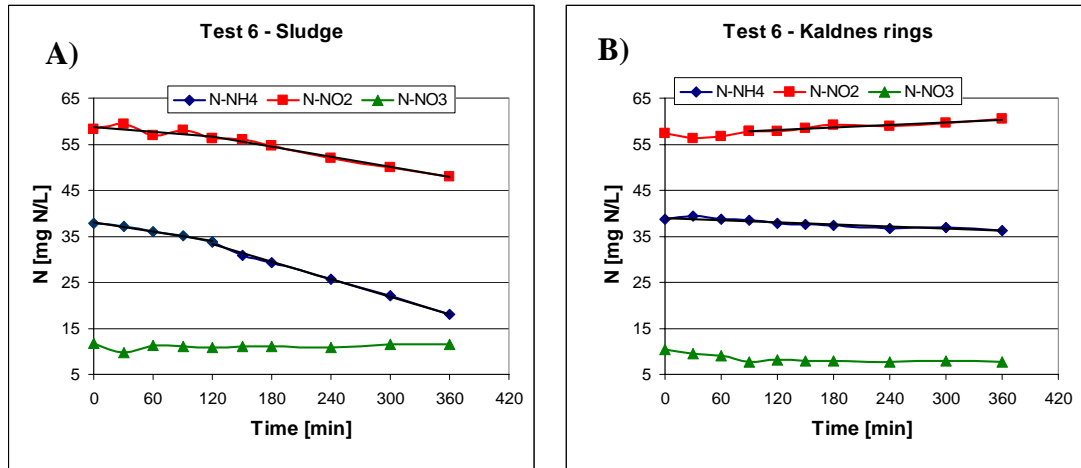 A)
Test 6 - Sludge
N-NH4 N-NO2 N-NO3
65
55
45
35
25
15
5
N [mg N/L]
0 60 120 180 240 300 360 420
Time [min]
B)
Test 6 - Kaldnes rings
N-NH4 N-NO2 N-NO3
65
55
45
35
25
15
5
N [mg N/L]
0 60 120 180 240 300 360 420
Time [min]